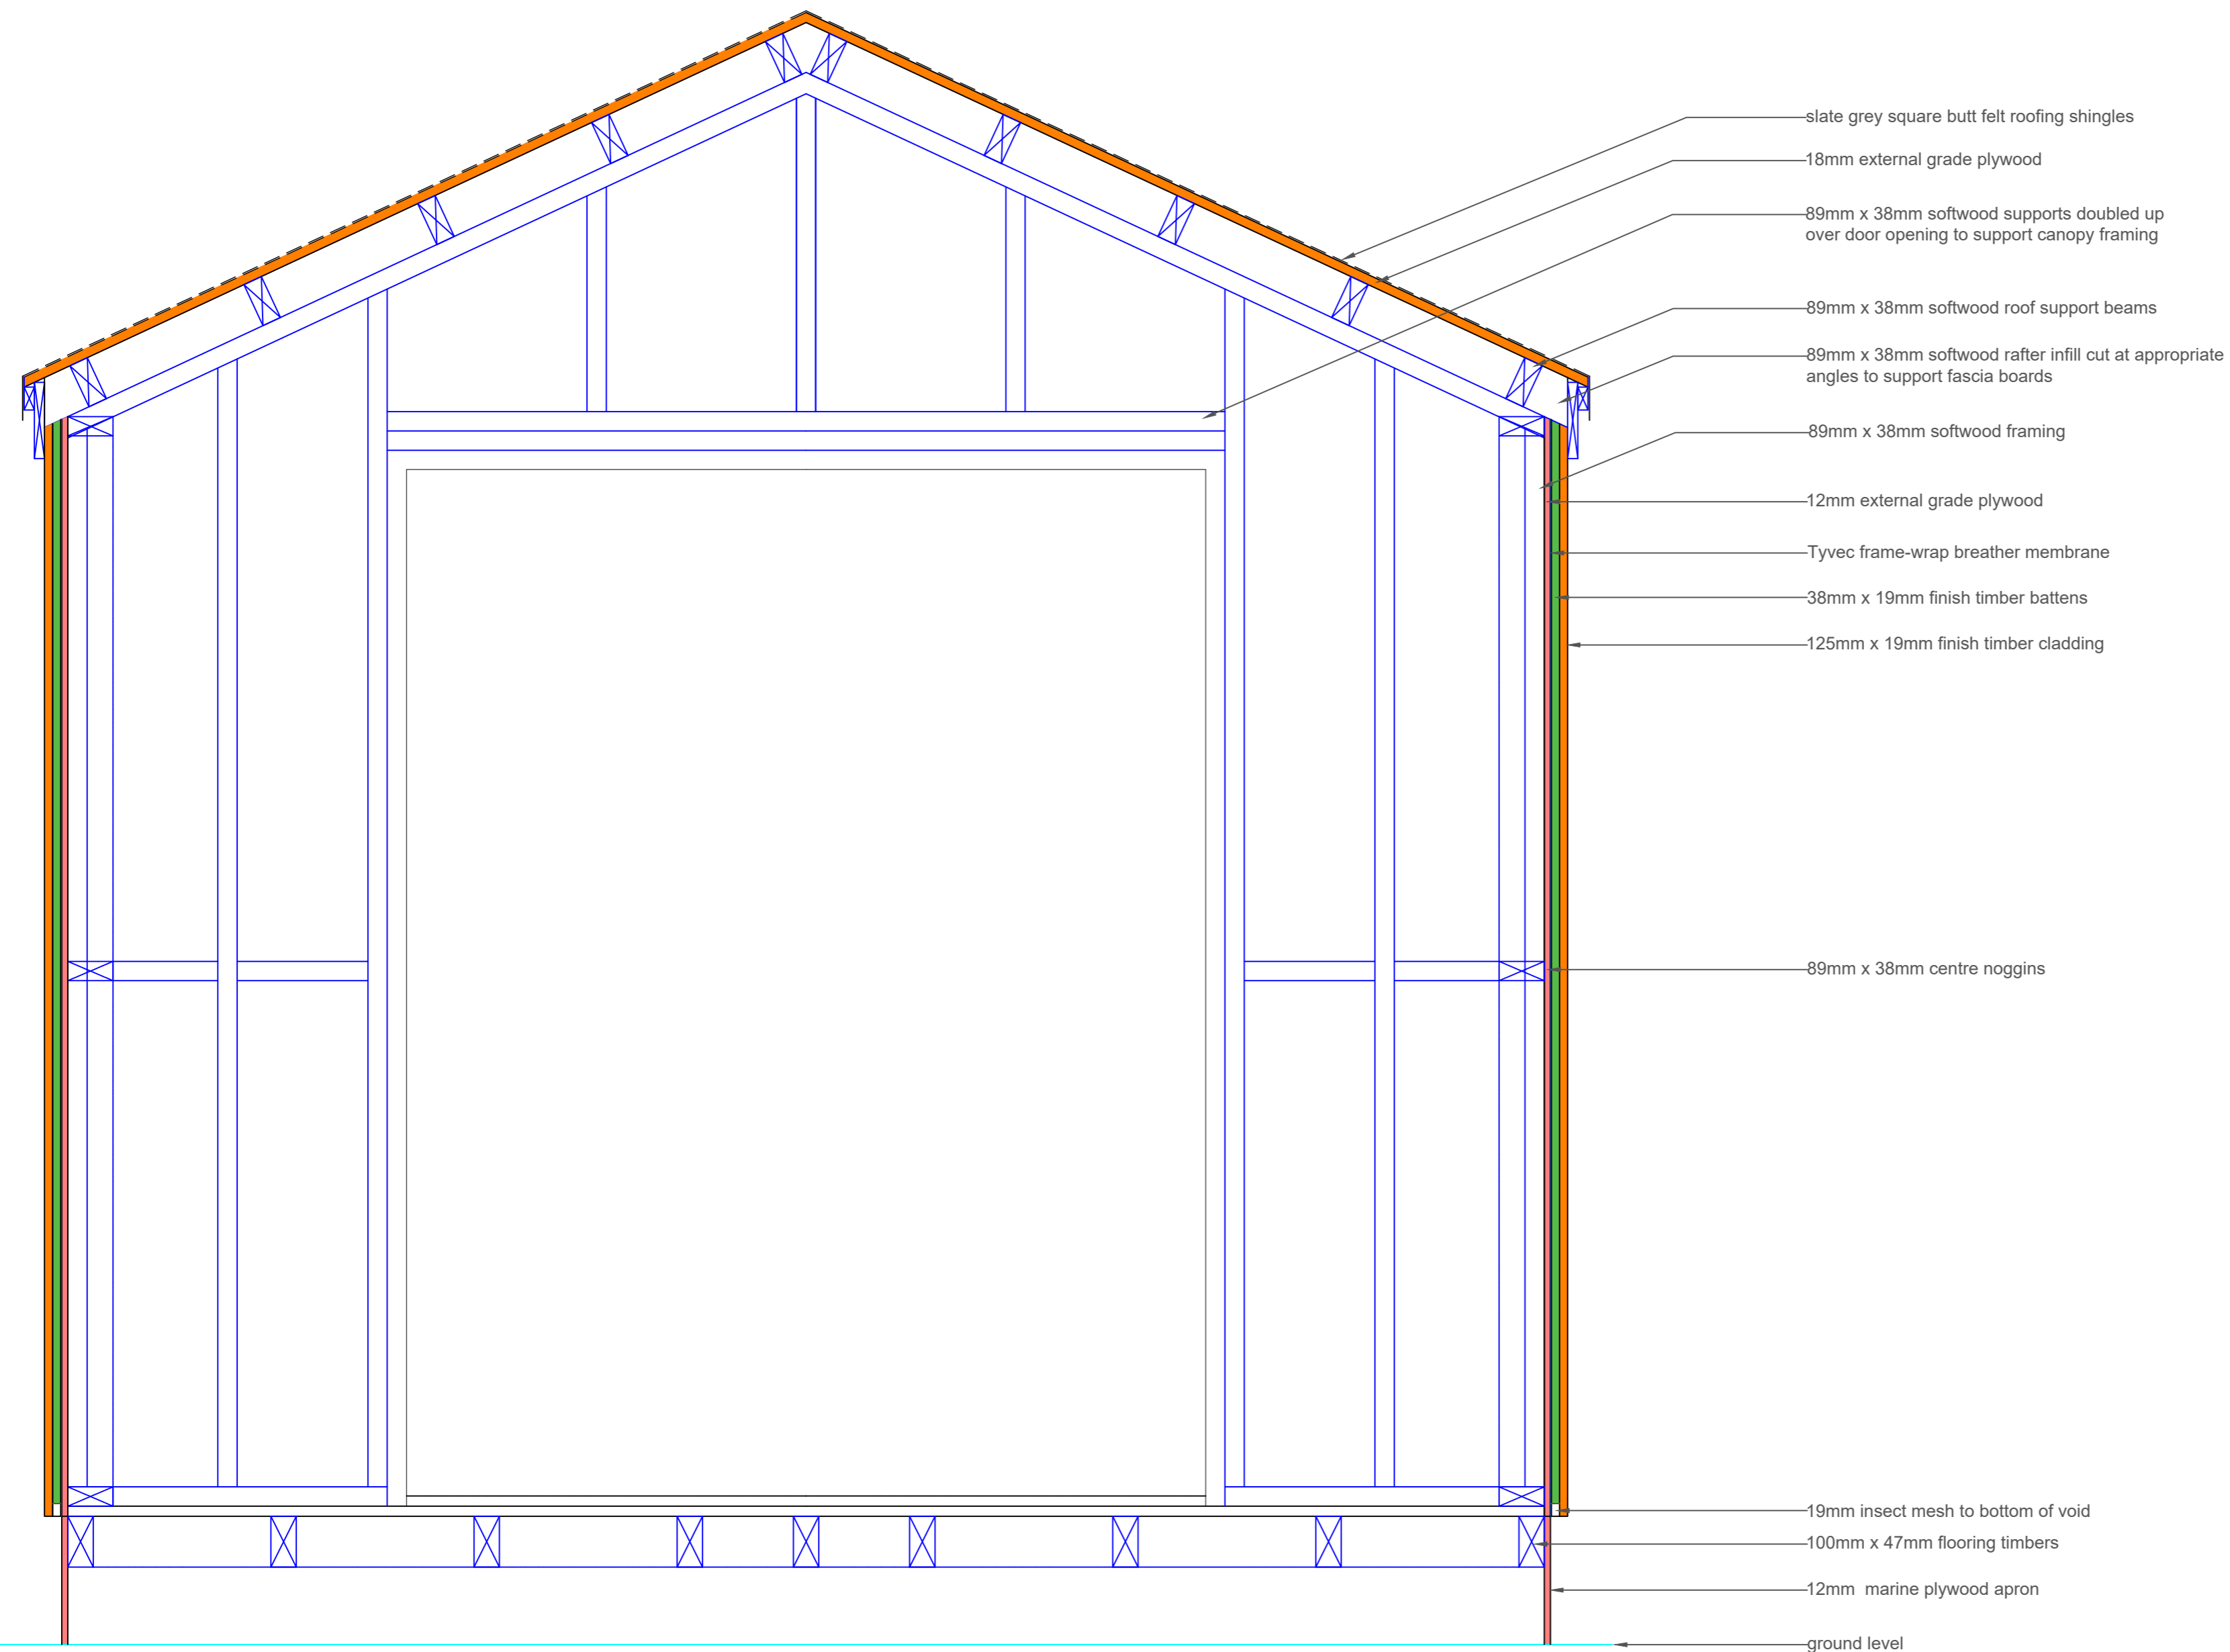 slate grey square butt felt roofing shingles
18mm external grade plywood
89mm x 38mm softwood supports doubled up
over door opening to support canopy framing
89mm x 38mm softwood roof support beams
89mm x 38mm softwood rafter infill cut at appropriate
angles to support fascia boards
89mm x 38mm softwood framing
12mm external grade plywood
Tyvec frame-wrap breather membrane
38mm x 19mm finish timber battens
125mm x 19mm finish timber cladding
89mm x 38mm centre noggins
19mm insect mesh to bottom of void
100mm x 47mm flooring timbers
12mm  marine plywood apron
ground level